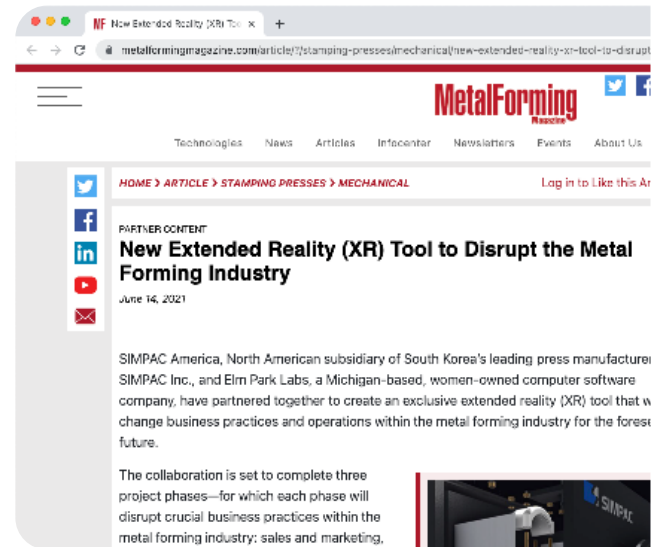 New Extended Reality (XR) Too
metalformingmagazine.com/article/?/stamping-presses/mechanical/new-extended-reality-xr-tool-to-disrupt
MetalForming
Magazine
Technologies News Articles Infocenter Newsletters Events About Us
HOME > ARTICLE > STAMPING PRESSES > MECHANICAL
Log in to Like this Ar
PARTNER CONTENT
New Extended Reality (XR) Tool to Disrupt the Metal
Forming Industry
June 14, 2021
SIMPAC America, North American subsidiary of South Korea's leading press manufacture
SIMPAC Inc., and Elm Park Labs, a Michigan-based, women-owned computer software
company, have partnered together to create an exclusive extended reality (XR) tool that w
change business practices and operations within the metal forming industry for the forese
future.
The collaboration is set to complete three
project phases—for which each phase will
disrupt crucial business practices within the
metal forming industry: sales and marketing,
SIMPAC